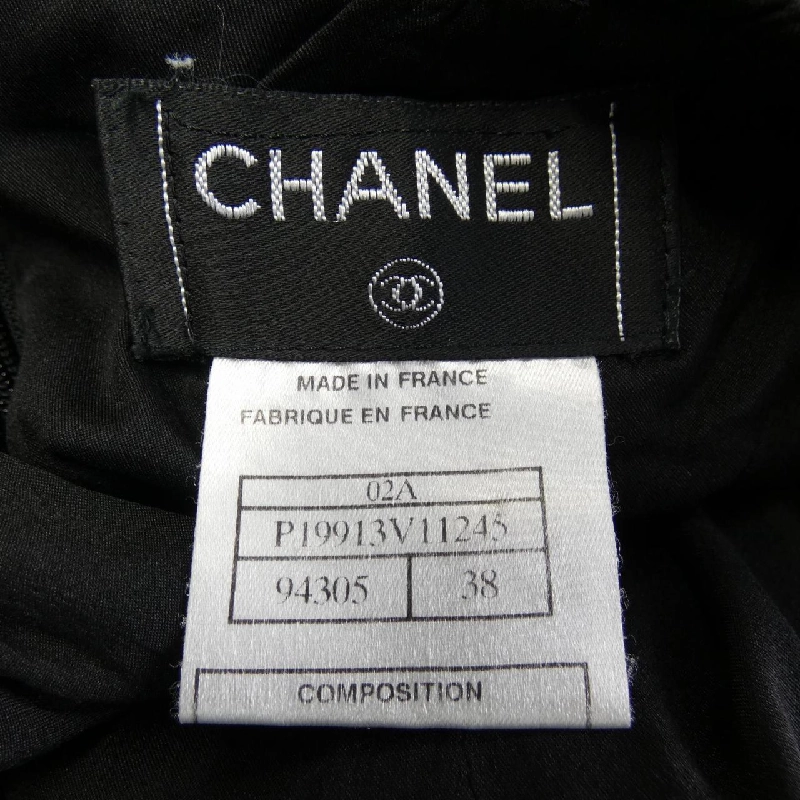 CHANEL
MADE IN FRANCE
FABRIQUE EN FRANCE
02A
P19913V11245
94305 38
COMPOSITION